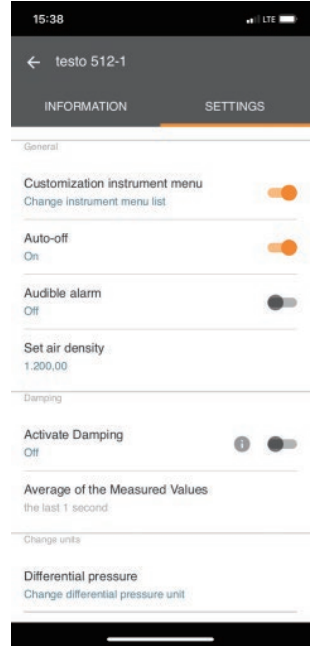 15:38
LTE
testo 512-1
INFORMATION
SETTINGS
General
Customization instrument menu
Change instrument menu list
Auto-off
On
Audible alarm
Off
Set air density
1.200,00
Damping
Activate Damping
Off
Average of the Measured Values
the last 1 second
Change units
Differential pressure
Change differential pressure unit